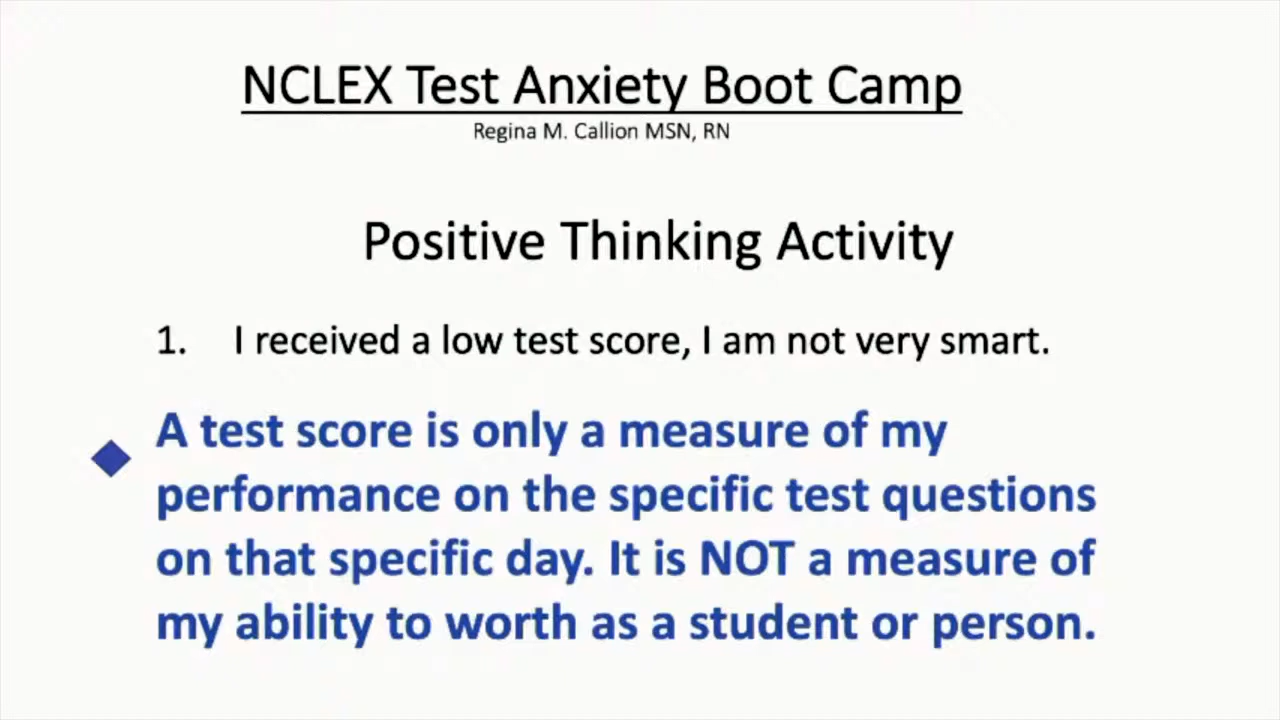 NCLEX Test Anxiety Boot Camp
Regina M. Callion MSN, RN
Positive Thinking Activity
1. I received a low test score, I am not very smart.
A test score is only a measure of my
performance on the specific test questions
on that specific day. It is NOT a measure of
my ability to worth as a student or person.